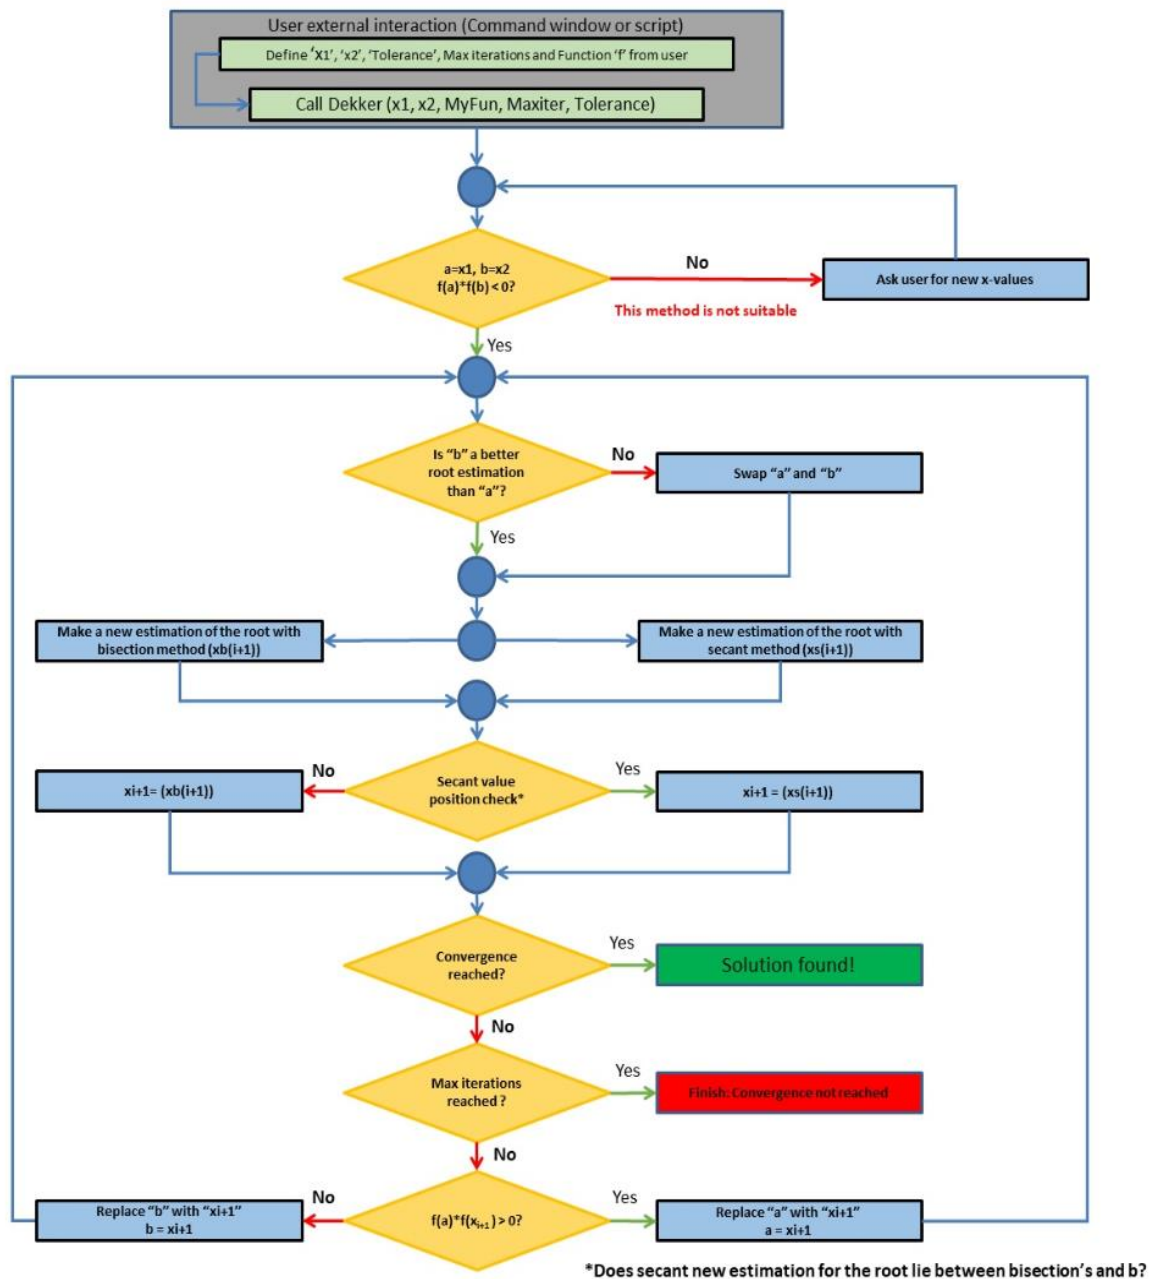 User external interaction (Command window or script)
Define 'X1', 'x2', 'Tolerance', Max iterations and Function 'f' from user
Call Dekker (x1, x2, MyFun, Maxiter, Tolerance)
a=x1, b=x2
f(a)*f(b) < 0?
No
Ask user for new x-values
This method is not suitable
Yes
Is "b" a better
root estimation
than "a"?
No
Swap "a" and "b"
Yes
Make a new estimation of the root with
bisection method (xb(i+1))
Make a new estimation of the root with
secant method (xs(i+1))
Secant value
position check*
No
xi+1= (xb(i+1))
Yes
xi+1 = (xs(i+1))
Convergence
reached?
Yes
Solution found!
No
Max iterations
reached ?
Yes
Finish: Convergence not reached
No
f(a)*f(xi+1) > 0?
No
Replace "b" with "xi+1"
b = xi+1
Yes
Replace "a" with "xi+1"
a = xi+1
*Does secant new estimation for the root lie between bisection's and b?